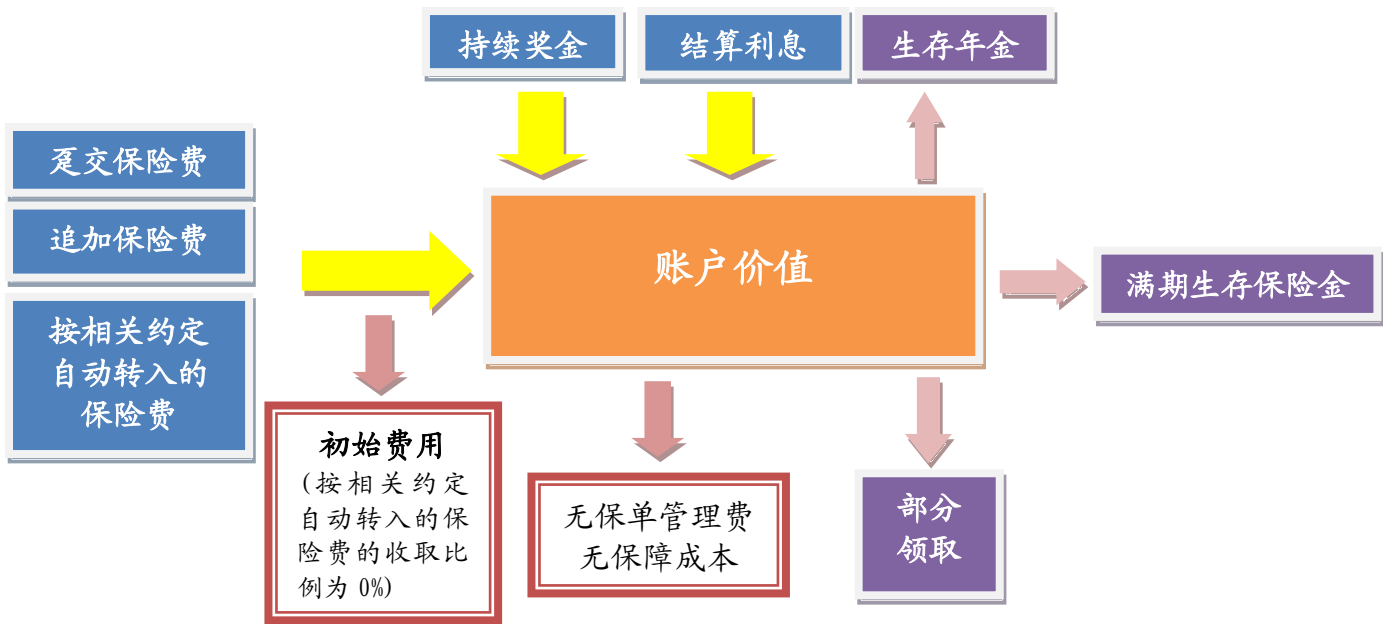 持续奖金
结算利息
生存年金
趸交保险费
追加保险费
按相关约定
自动转入的
保险费
账户价值
满期生存保险金
初始费用
(按相关约定
自动转入的保
险费的收取比
例为 0%)
无保单管理费
无保障成本
部分
领取